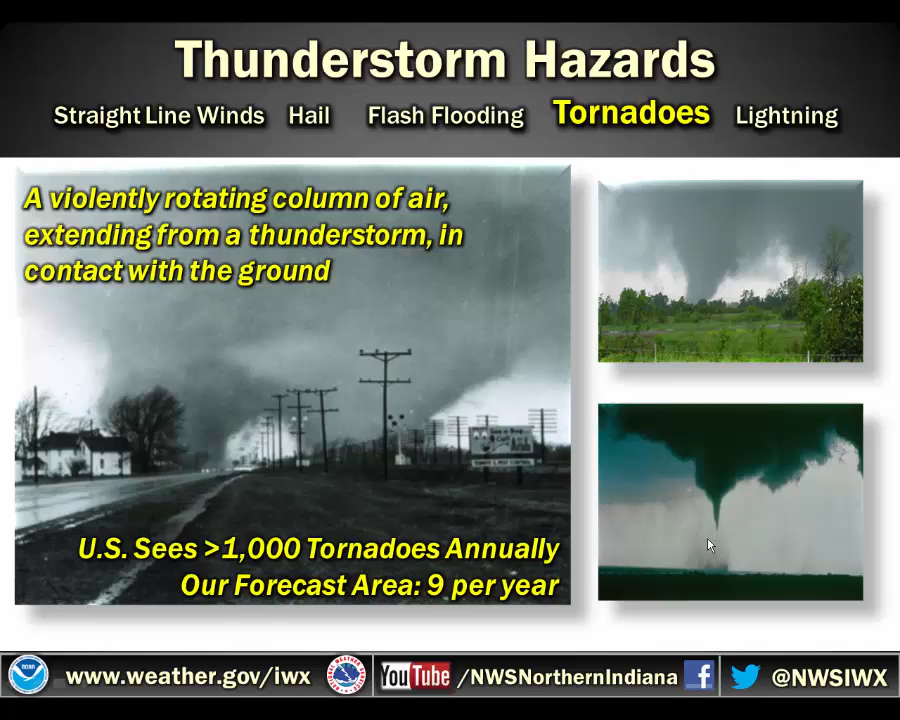 Thunderstorm Hazards
Straight Line Winds Hail Flash Flooding Tornadoes Lightning
A violently rotating column of air,
extending from a thunderstorm, in
contact with the ground
U.S. Sees >1,000 Tornadoes Annually
Our Forecast Area: 9 per year
www.weather.gov/iwx YouTube /NWSNorthernIndiana f @NWSIWX